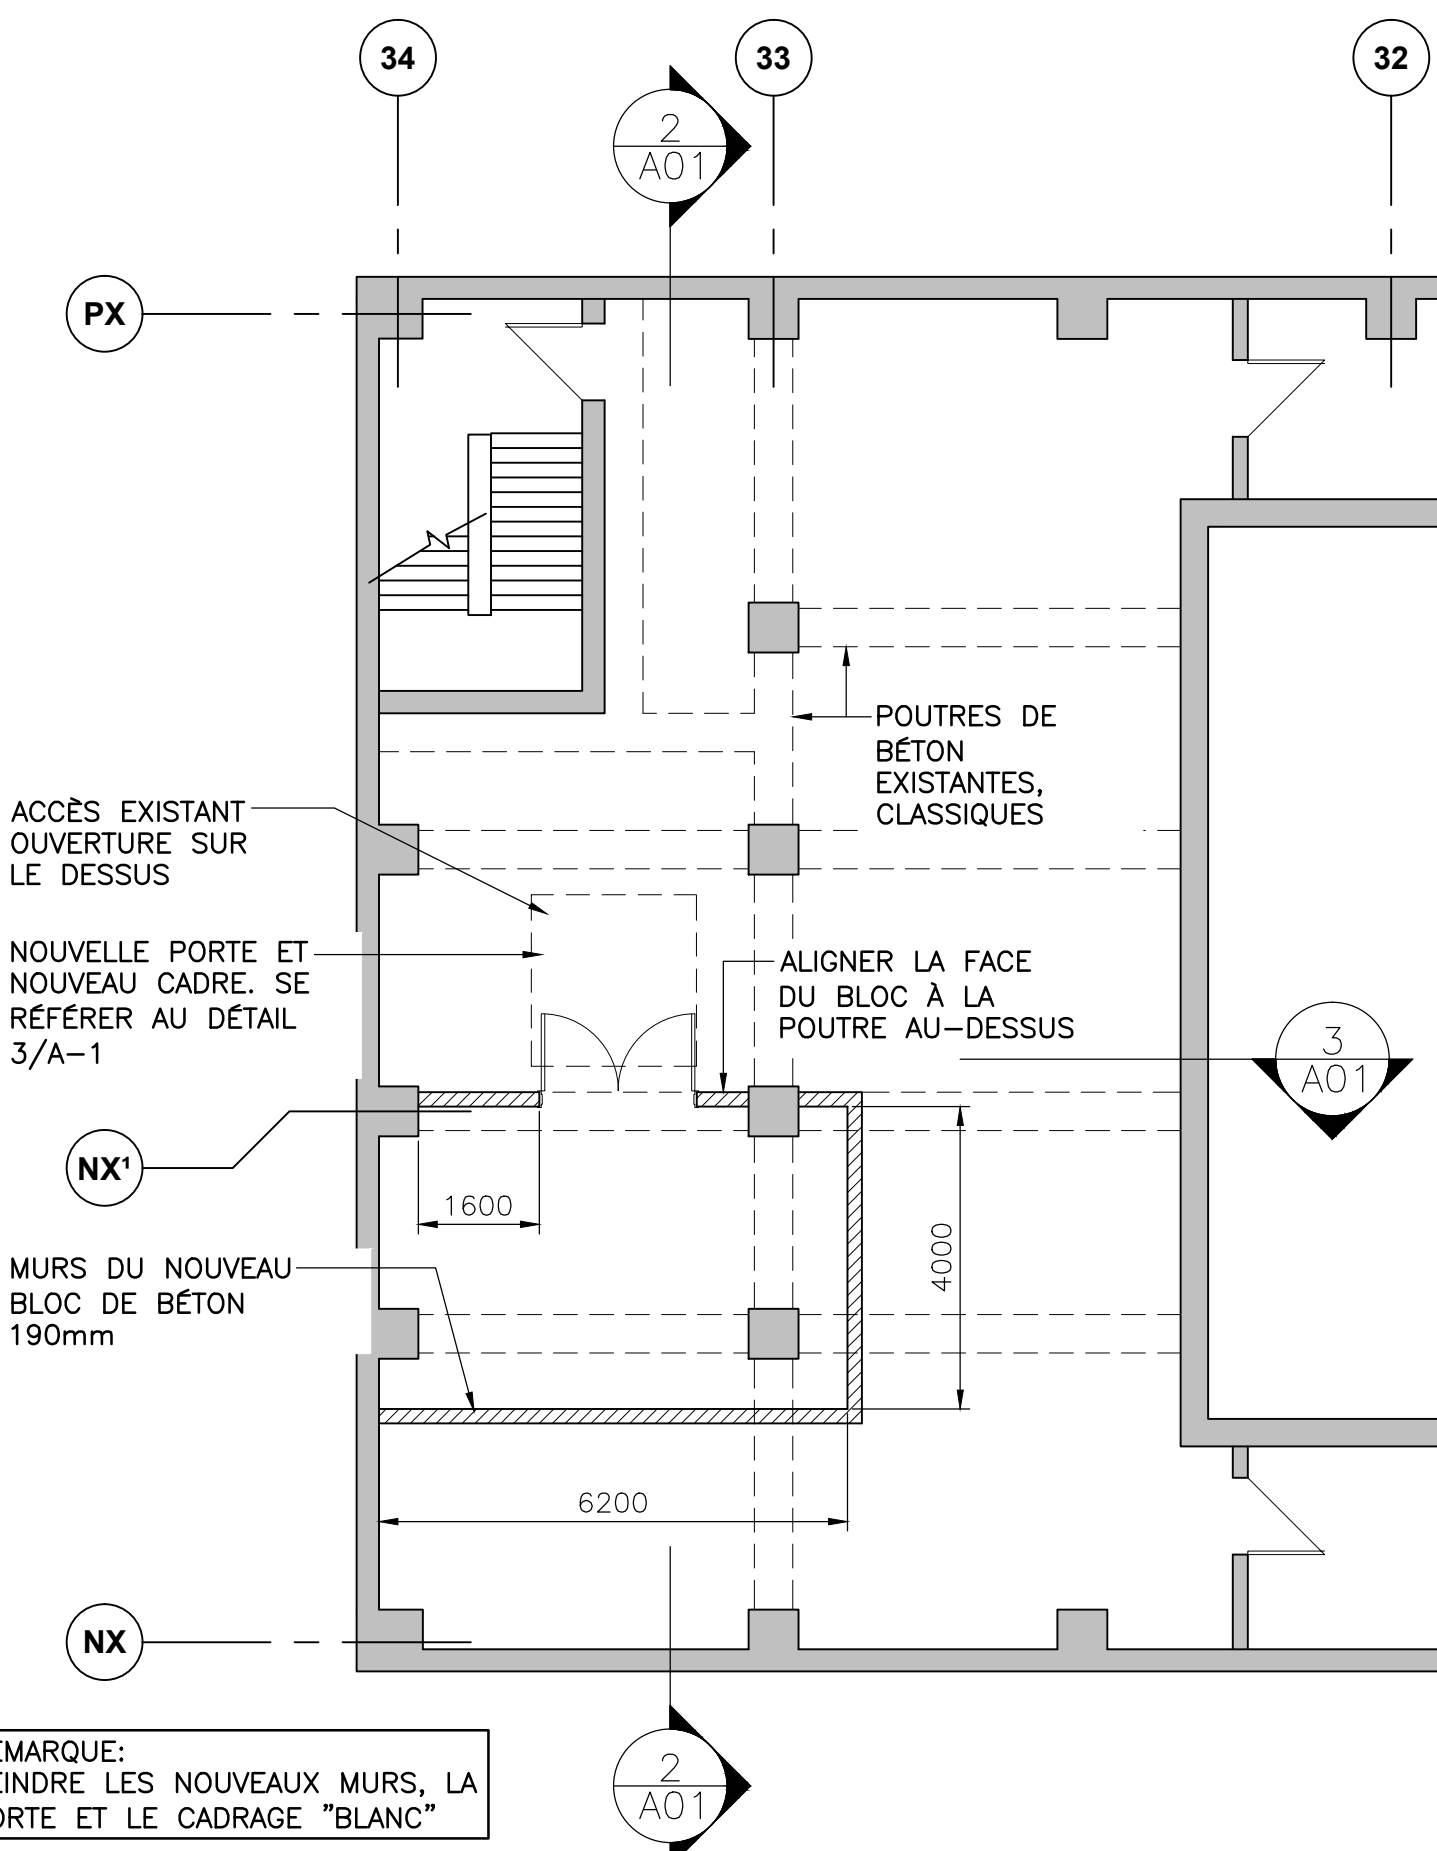 34
33
32
2
A01
PX
POUTRES DE
BÉTON
EXISTANTES,
CLASSIQUES
ACCÈS EXISTANT
OUVERTURE SUR
LE DESSUS
NOUVELLE PORTE ET
NOUVEAU CADRE. SE
RÉFÉRER AU DÉTAIL
3/A-1
ALIGNER LA FACE
DU BLOC À LA
POUTRE AU-DESSUS
3
A01
NX¹
1600
4000
MURS DU NOUVEAU
BLOC DE BÉTON
190mm
6200
NX
EMARQUE:
EINDRE LES NOUVEAUX MURS, LA
ORTE ET LE CADRAGE "BLANC"
2
A01